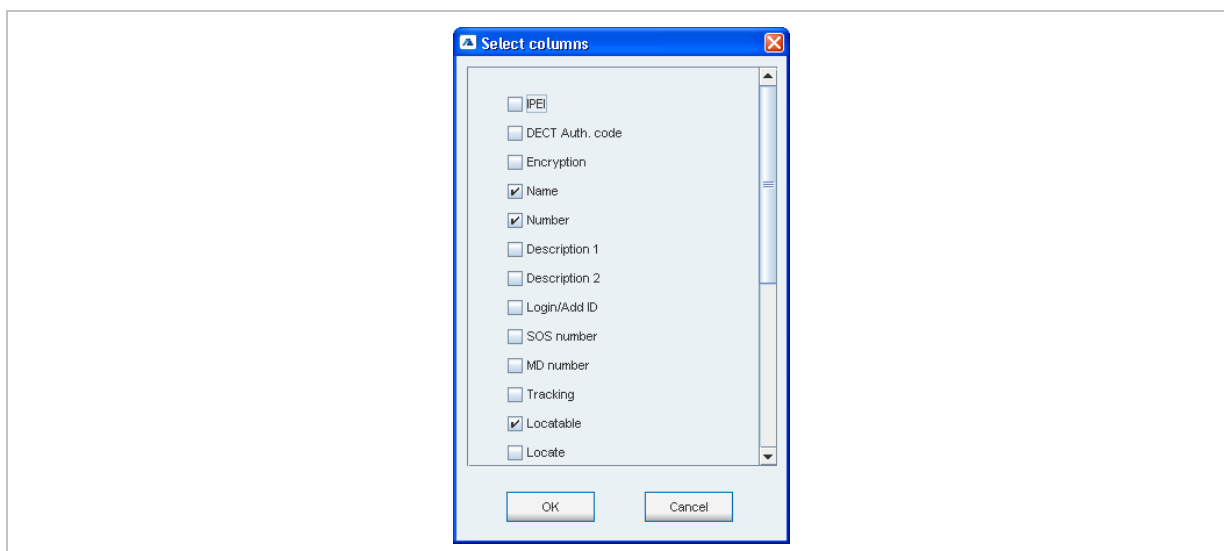 Select columns
IPEI
DECT Auth. code
Encryption
Name
Number
Description 1
Description 2
Login/Add ID
SOS number
MD number
Tracking
Locatable
Locate
OK Cancel